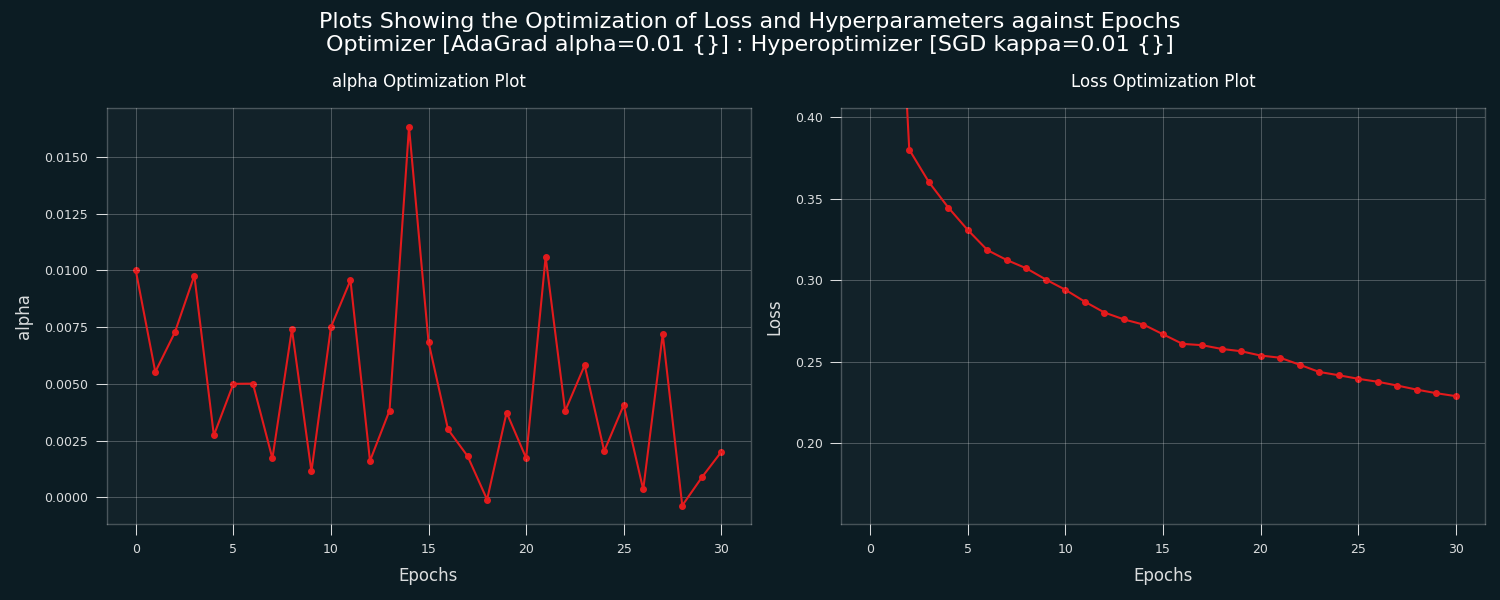 Plots Showing the Optimization of Loss and Hyperparameters against Epochs
Optimizer [AdaGrad alpha=0.01 {}] : Hyperoptimizer [SGD kappa=0.01 {}]
alpha Optimization Plot
alpha
0.0150
0.0125
0.0100
0.0075
0.0050
0.0025
0.0000
0 5 10 15 20 25 30
Epochs
Loss Optimization Plot
Loss
0.40
0.35
0.30
0.25
0.20
0 5 10 15 20 25 30
Epochs